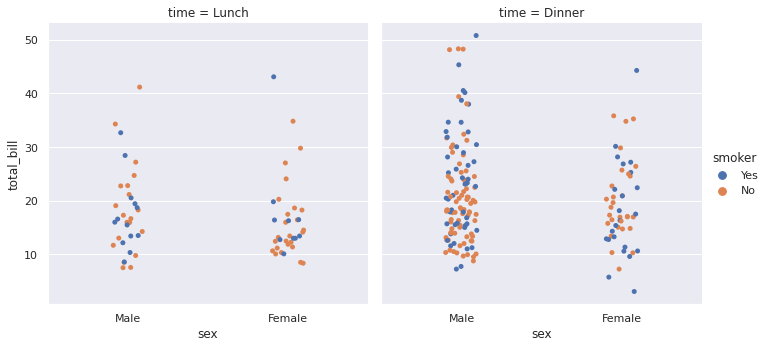 time = Lunch
time = Dinner
50
40
30
20
10
total_bill
Male
Female
sex
Male
Female
sex
smoker
Yes
No